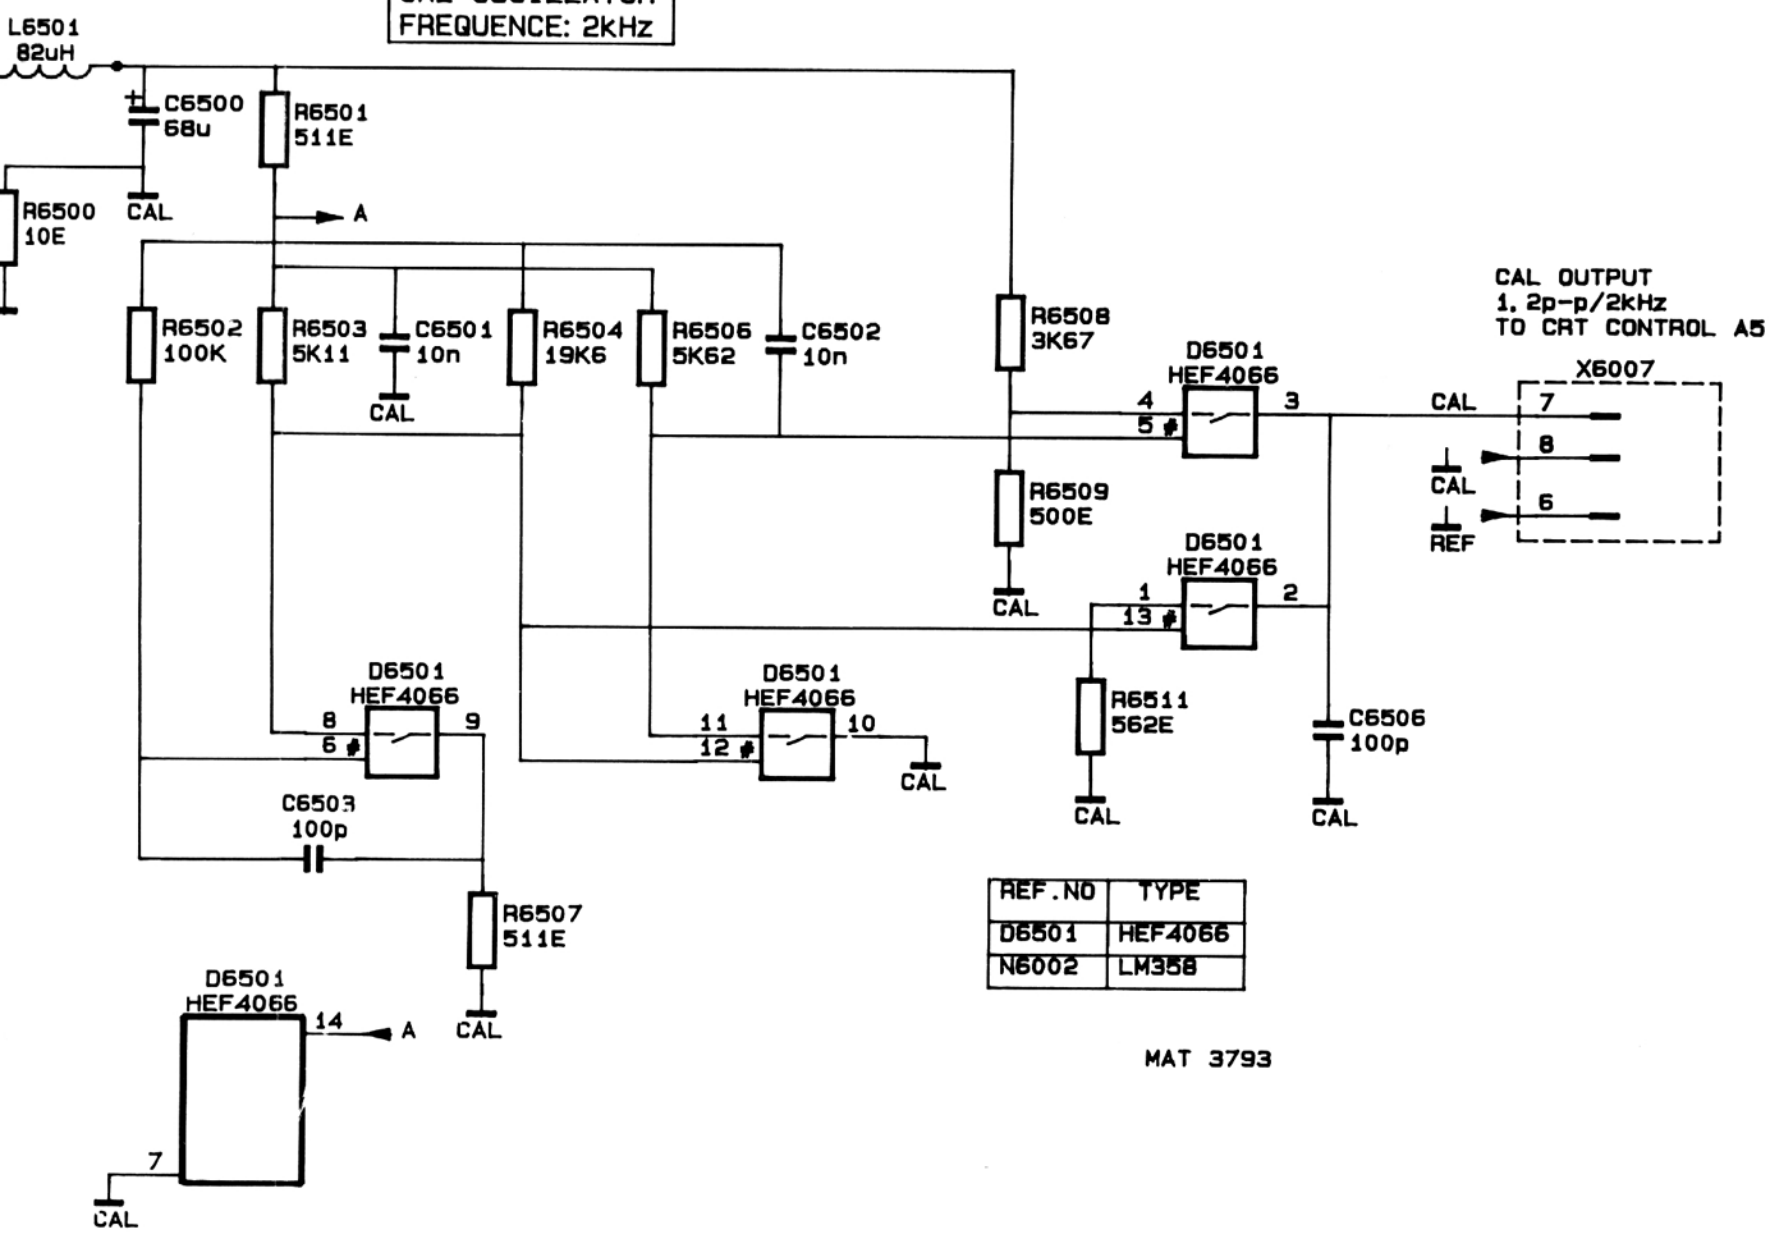 FREQUENCE: 2kHz
L6501
82uH
C6500
68u
R6501
511E
CAL
A
R6500
10E
R6502
100K
R6503
5K11
C6501
10n
R6504
19K6
R6506
5K62
C6502
10n
CAL
R6508
3K67
CAL OUTPUT
1.2p-p/2kHz
TO CRT CONTROL A5
X6007
D6501
HEF4066
4
5 #
3
CAL
7
8
CAL
6
REF
R6509
500E
CAL
D6501
HEF4066
1
13 #
2
D6501
HEF4066
8
6 #
9
D6501
HEF4066
11
12 #
10
CAL
R6511
562E
CAL
C6506
100p
CAL
C6503
100p
R6507
511E
CAL
REF.NO TYPE
D6501 HEF4066
N6002 LM358
D6501
HEF4066
14
A
7
CAL
MAT 3793